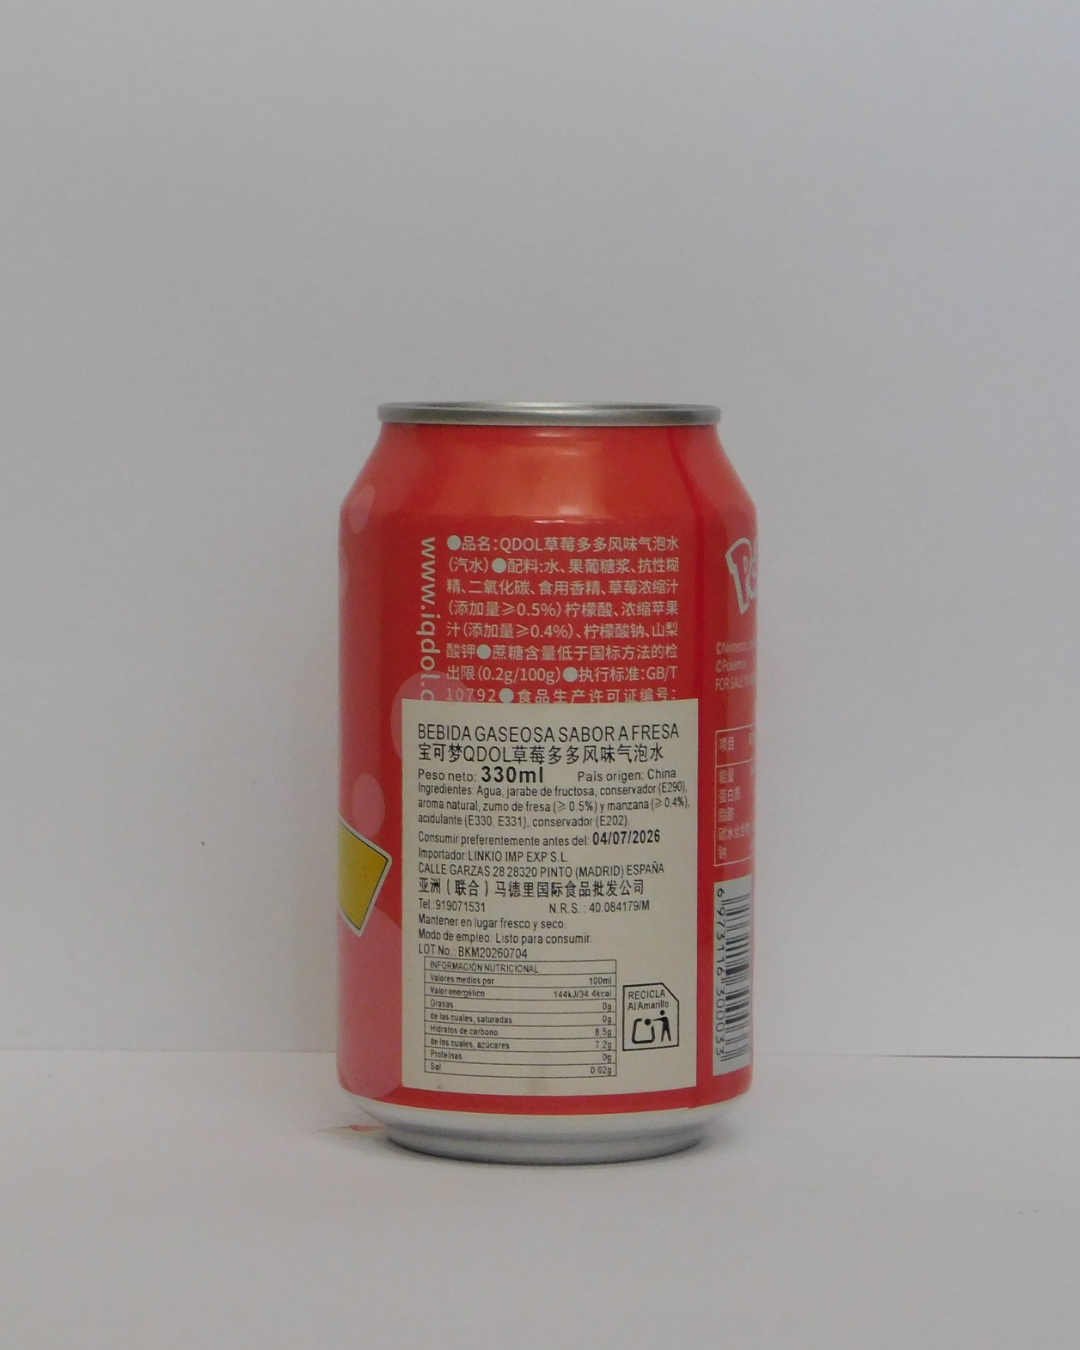 www.iqdol.c
●品名:QDOL草莓多多风味气泡水
(汽水)●配料:水、果葡糖浆、抗性糊
精、二氧化碳、食用香精、草莓浓缩汁
(添加量≥0.5%)柠檬酸、浓缩苹果
汁(添加量≥0.4%)、柠檬酸钠、山梨
酸钾●蔗糖含量低于国标方法的检
出限(0.2g/100g)●执行标准:GB/T
10792●食品生产许可证编号:
BEBIDA GASEOSA SABOR A FRESA
宝可梦QDOL草莓多多风味气泡水
Peso neto: 330ml País origen: China
Ingredientes: Agua, jarabe de fructosa, conservador (E290),
aroma natural, zumo de fresa (≥ 0.5%) y manzana (≥ 0.4%),
acidulante (E330, E331), conservador (E202).
Consumir preferentemente antes del: 04/07/2026
Importador:LINKIO IMP EXP S.L.
CALLE GARZAS 28 28320 PINTO (MADRID) ESPAÑA
亚洲(联合)马德里国际食品批发公司
Tel.:919071531 N.R.S.: 40.084179/M
Mantener en lugar fresco y seco.
Modo de empleo: Listo para consumir.
LOT No.: BKM20260704
INFORMACIÓN NUTRICIONAL
Valores medios por 100ml
Valor energético 144kJ/34.4kcal
Grasas 0g
de las cuales, saturadas 0g
Hidratos de carbono 8.5g
de los cuales, azúcares 7.2g
Proteínas 0g
Sal 0.02g
RECICLA
Al Amarillo
©Nintendo
©Pokémon
FOR SALE IN
项目
能量
蛋白质
脂肪
碳水化合物
钠
6 973116 300033